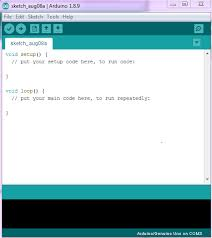 sketch_aug08a | Arduino 1.8.9
File Edit Sketch Tools Help
sketch_aug08a
void setup() {
// put your setup code here, to run once:
}
void loop() {
// put your main code here, to run repeatedly:
}
Arduino/Genuino Uno on COM3